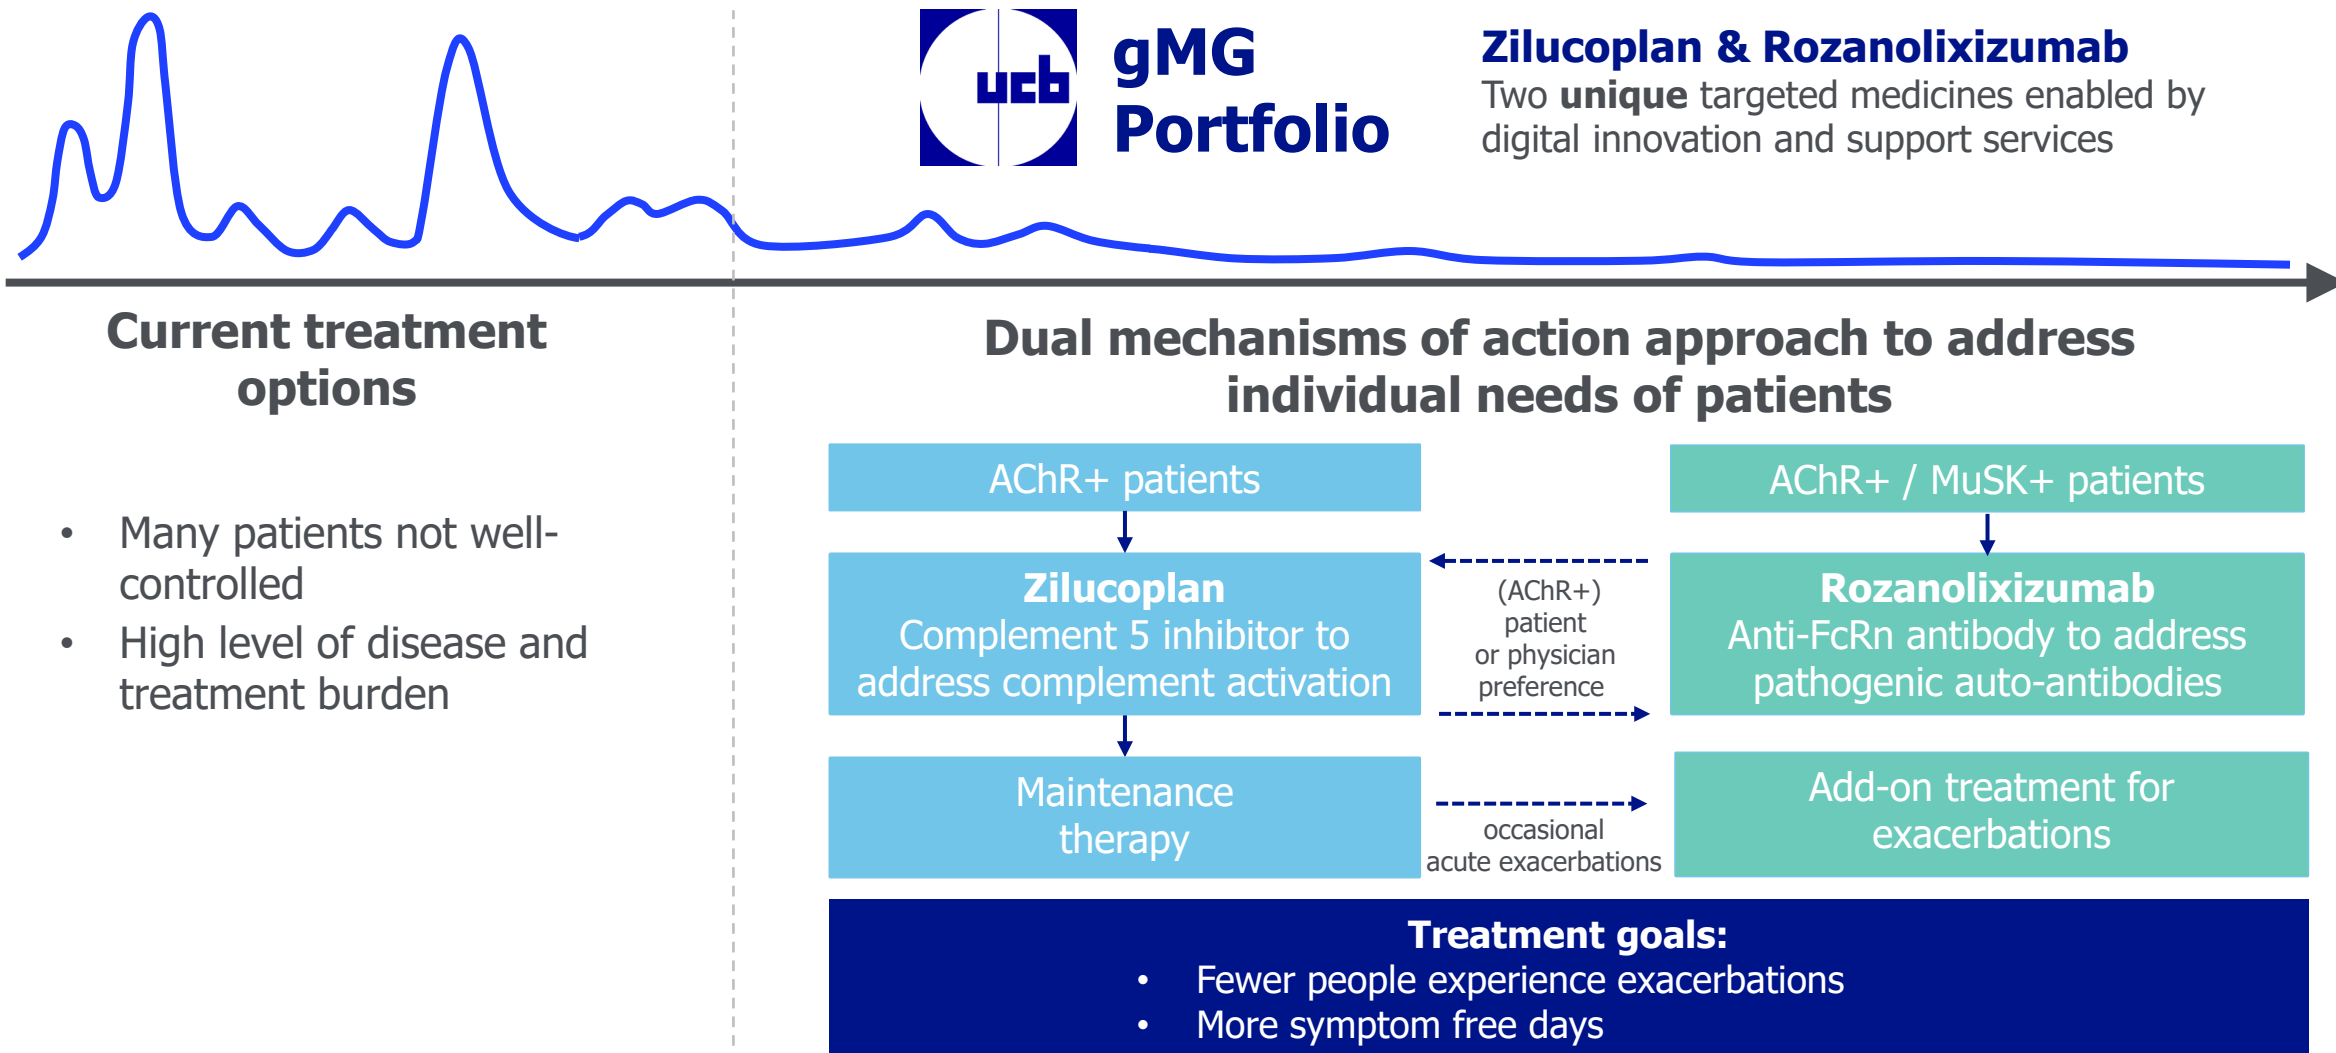 ucb
gMG
Portfolio
Zilucoplan & Rozanolixizumab
Two unique targeted medicines enabled by
digital innovation and support services
Current treatment
options
• Many patients not well-
controlled
• High level of disease and
treatment burden
Dual mechanisms of action approach to address
individual needs of patients
AChR+ patients
Zilucoplan
Complement 5 inhibitor to
address complement activation
Maintenance
therapy
(AChR+)
patient
or physician
preference
occasional
acute exacerbations
AChR+ / MuSK+ patients
Rozanolixizumab
Anti-FcRn antibody to address
pathogenic auto-antibodies
Add-on treatment for
exacerbations
Treatment goals:
• Fewer people experience exacerbations
• More symptom free days